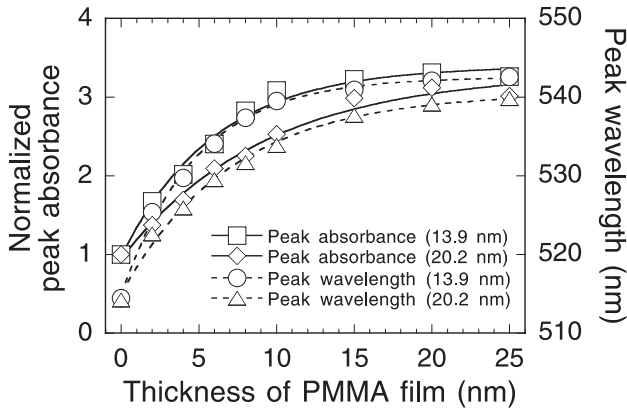 4
3
2
1
0
Normalized
peak absorbance
550
540
530
520
510
Peak wavelength (nm)
Peak absorbance (13.9 nm)
Peak absorbance (20.2 nm)
Peak wavelength (13.9 nm)
Peak wavelength (20.2 nm)
0 5 10 15 20 25
Thickness of PMMA film (nm)